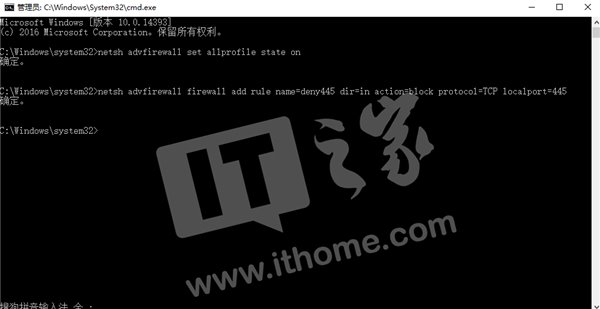 管理员: C:\Windows\System32\cmd.exe
Microsoft Windows [版本 10.0.14393]
(c) 2016 Microsoft Corporation。保留所有权利。
C:\Windows\system32>netsh advfirewall set allprofile state on
确定。
C:\Windows\system32>netsh advfirewall firewall add rule name=deny445 dir=in action=block protocol=TCP localport=445
确定。
C:\Windows\system32>
IT之家
www.ithome.com
搜狗拼音输入法 全 :